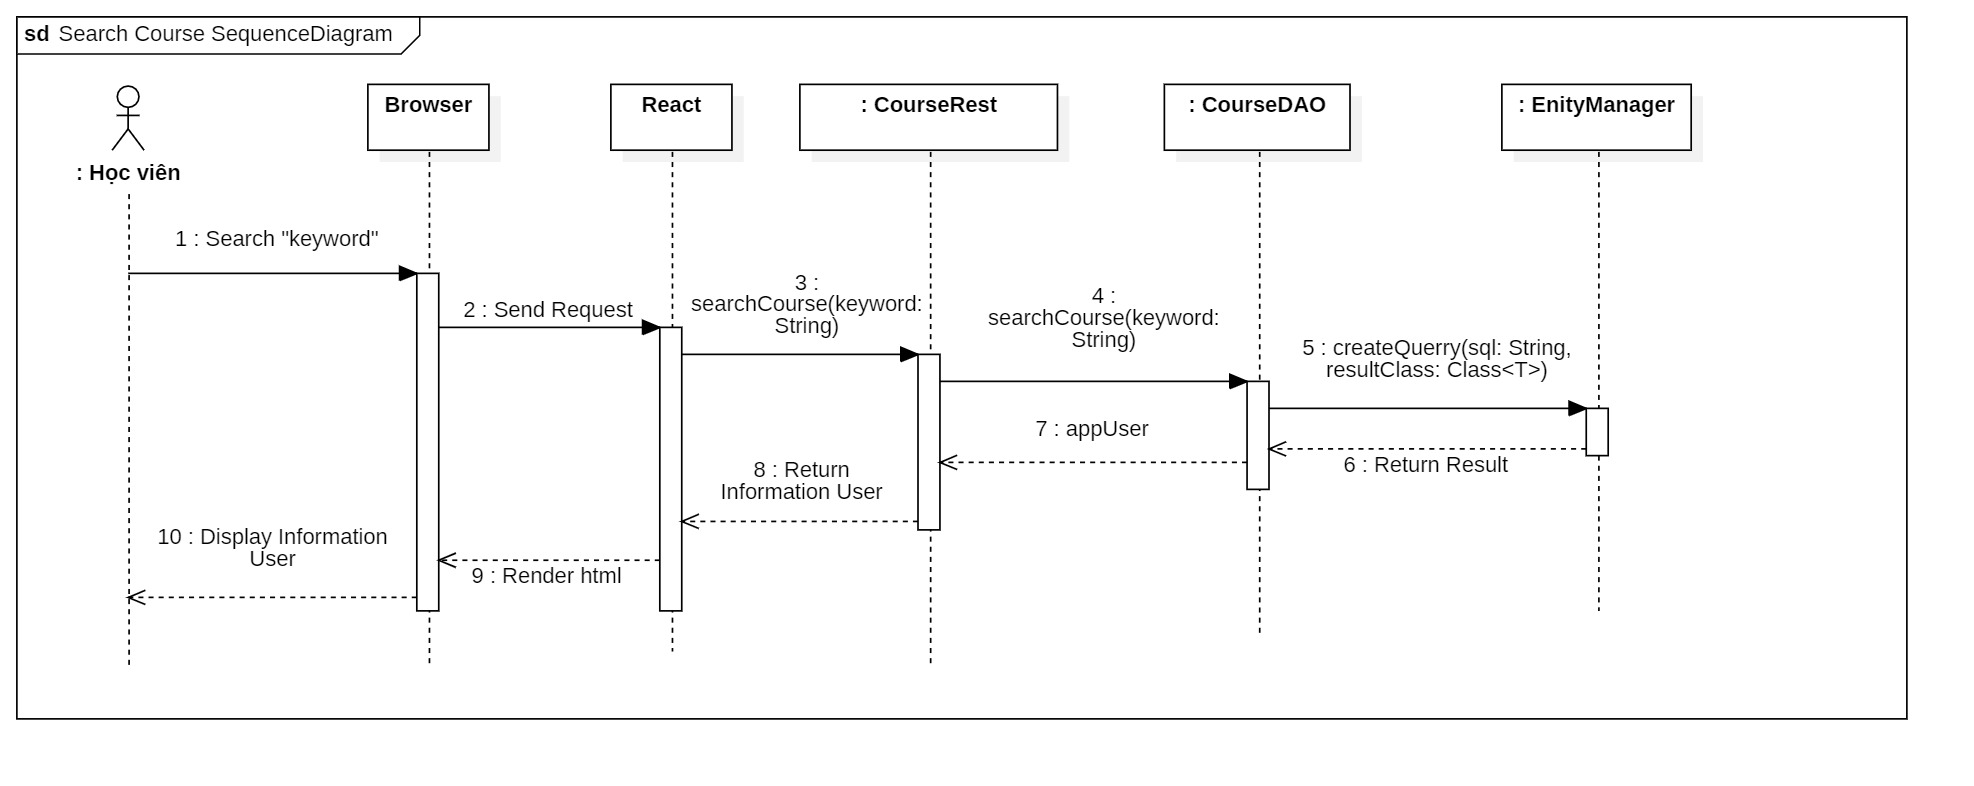 sd Search Course SequenceDiagram
Browser
React
: CourseRest
: CourseDAO
: EnityManager
: Học viên
1 : Search "keyword"
2 : Send Request
3 :
searchCourse(keyword:
String)
4 :
searchCourse(keyword:
String)
5 : createQuerry(sql: String,
resultClass: Class<T>)
6 : Return Result
7 : appUser
8 : Return
Information User
9 : Render html
10 : Display Information
User